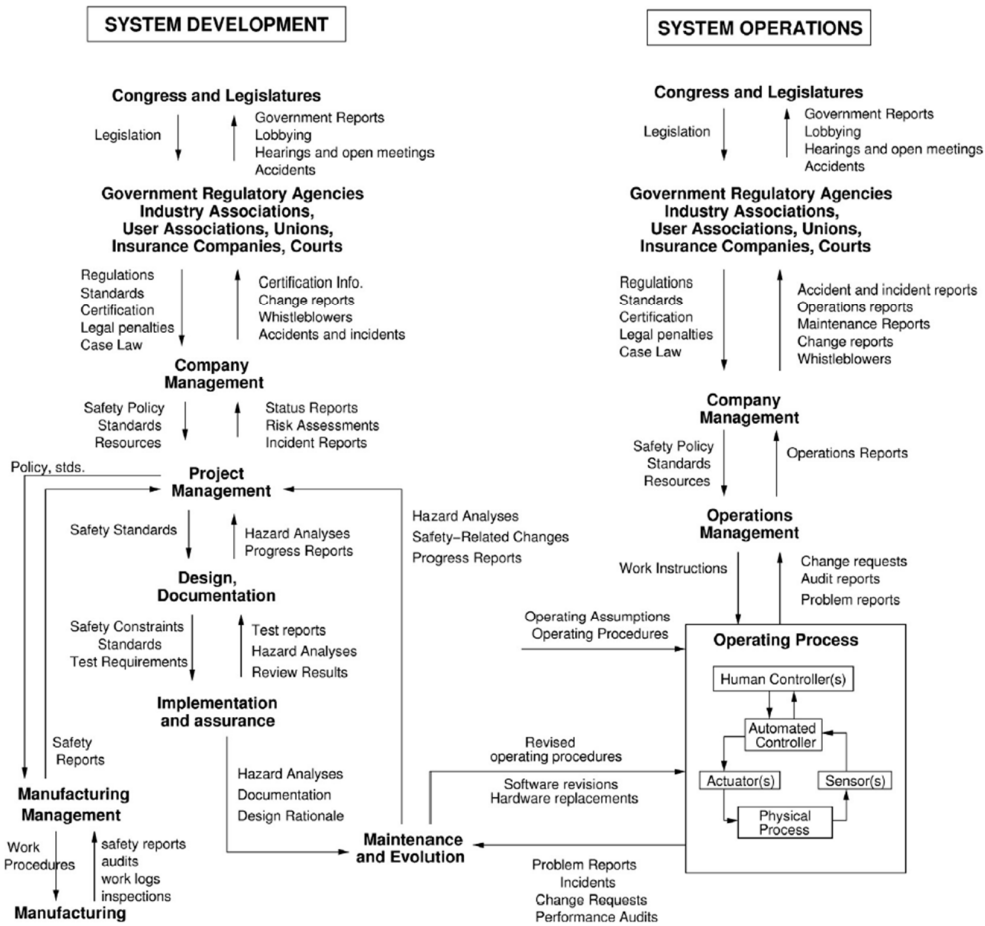 SYSTEM DEVELOPMENT
Congress and Legislatures
Legislation
Government Reports
Lobbying
Hearings and open meetings
Accidents
Government Regulatory Agencies
Industry Associations,
User Associations, Unions,
Insurance Companies, Courts
Regulations
Standards
Certification
Legal penalties
Case Law
Certification Info.
Change reports
Whistleblowers
Accidents and incidents
Company
Management
Safety Policy
Standards
Resources
Status Reports
Risk Assessments
Incident Reports
Policy, stds.
Project
Management
Safety Standards
Hazard Analyses
Progress Reports
Hazard Analyses
Safety-Related Changes
Progress Reports
Design,
Documentation
Safety Constraints
Standards
Test Requirements
Test reports
Hazard Analyses
Review Results
Implementation
and assurance
Safety
Reports
Hazard Analyses
Documentation
Design Rationale
Manufacturing
Management
Work
Procedures
safety reports
audits
work logs
inspections
Manufacturing
Maintenance
and Evolution
SYSTEM OPERATIONS
Congress and Legislatures
Legislation
Government Reports
Lobbying
Hearings and open meetings
Accidents
Government Regulatory Agencies
Industry Associations,
User Associations, Unions,
Insurance Companies, Courts
Regulations
Standards
Certification
Legal penalties
Case Law
Accident and incident reports
Operations reports
Maintenance Reports
Change reports
Whistleblowers
Company
Management
Safety Policy
Standards
Resources
Operations Reports
Operations
Management
Work Instructions
Change requests
Audit reports
Problem reports
Operating Assumptions
Operating Procedures
Operating Process
Human Controller(s)
Automated
Controller
Actuator(s)
Sensor(s)
Physical
Process
Revised
operating procedures
Software revisions
Hardware replacements
Problem Reports
Incidents
Change Requests
Performance Audits